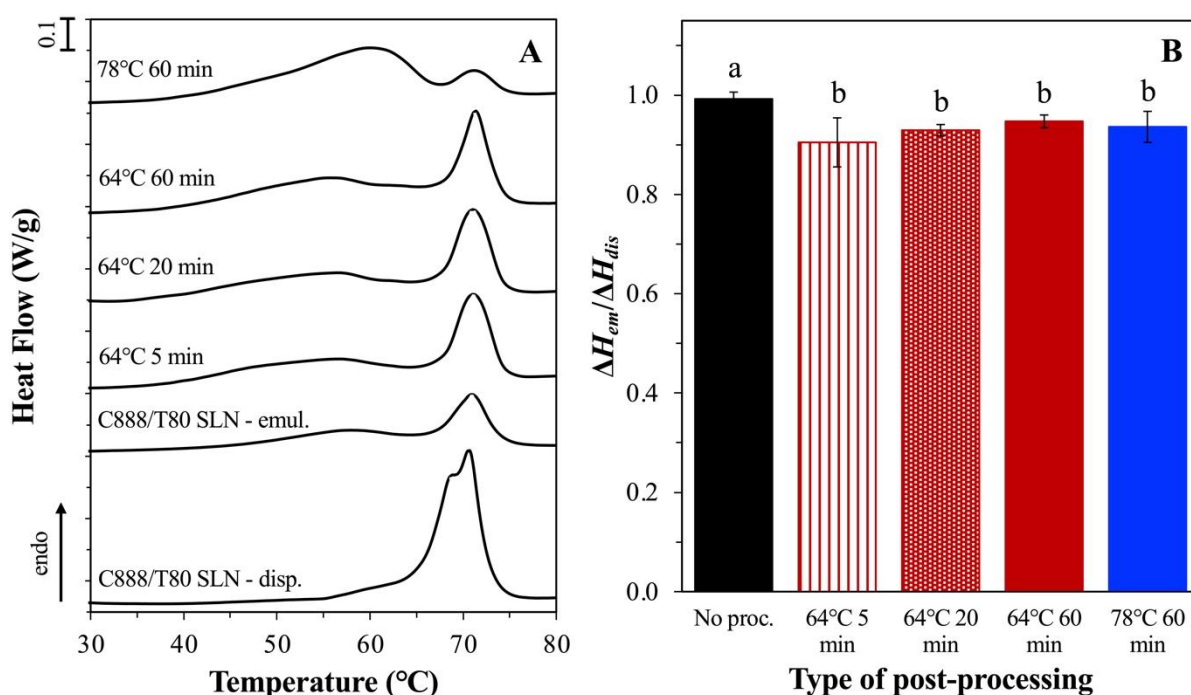 0.1
A
78°C 60 min
64°C 60 min
64°C 20 min
64°C 5 min
C888/T80 SLN - emul.
C888/T80 SLN - disp.
Heat Flow (W/g)
endo
30 40 50 60 70 80
Temperature (°C)
B
a
b
b
b
b
1.0
0.8
0.6
0.4
0.2
0.0
ΔHem/ΔHdis
No proc.
64°C 5
min
64°C 20
min
64°C 60
min
78°C 60
min
Type of post-processing